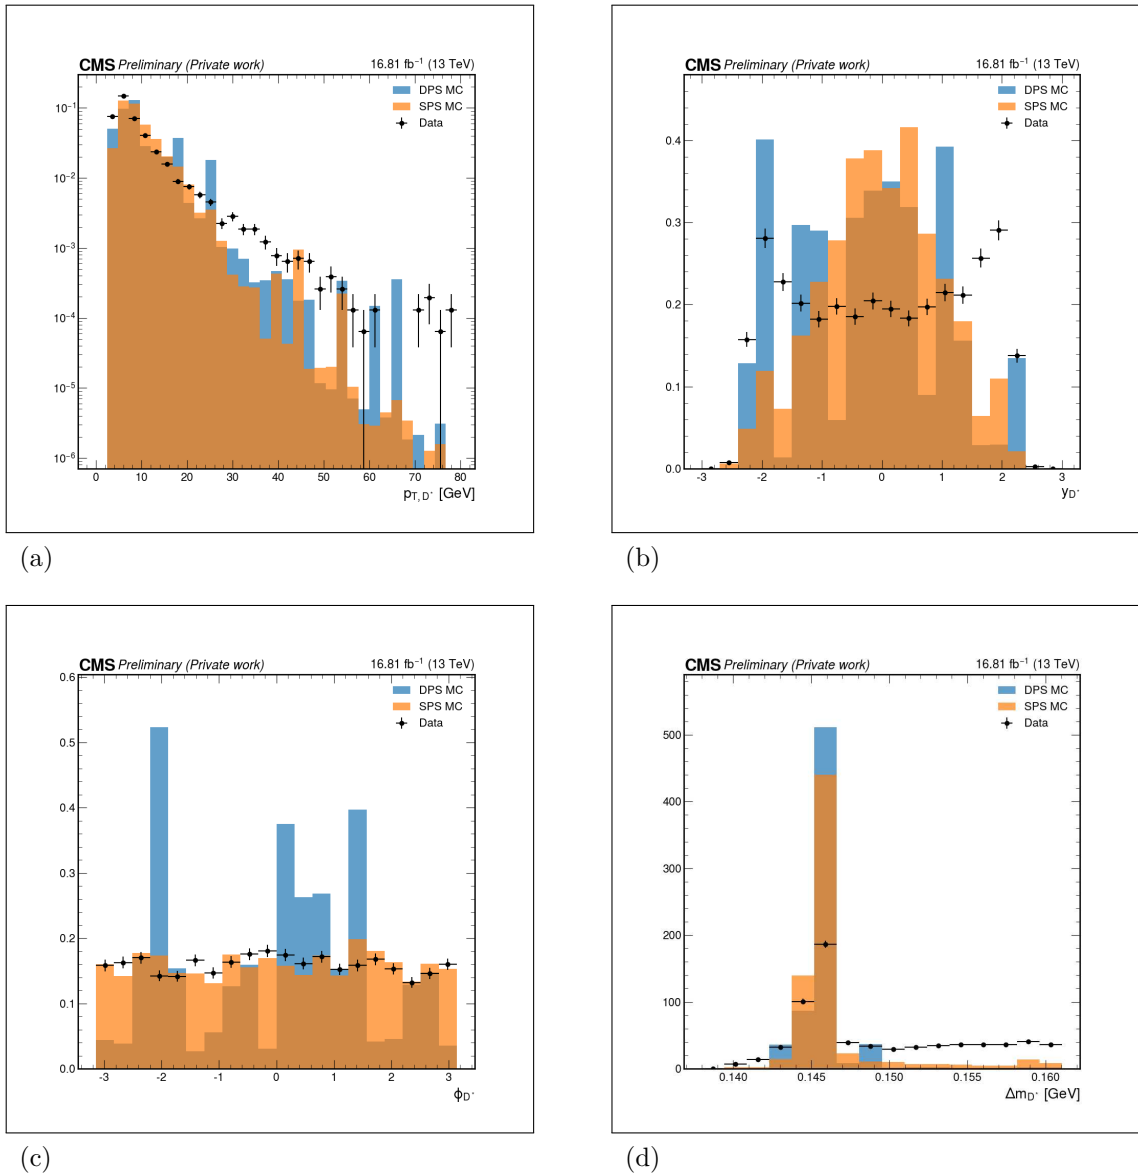 CMS Preliminary (Private work) 16.81 fb⁻¹ (13 TeV)
DPS MC
SPS MC
Data
10⁻¹
10⁻²
10⁻³
10⁻⁴
10⁻⁵
10⁻⁶
0 10 20 30 40 50 60 70 80
p_{T, D*} [GeV]
(a)
CMS Preliminary (Private work) 16.81 fb⁻¹ (13 TeV)
DPS MC
SPS MC
Data
0.4
0.3
0.2
0.1
0.0
-3 -2 -1 0 1 2 3
y_{D*}
(b)
CMS Preliminary (Private work) 16.81 fb⁻¹ (13 TeV)
DPS MC
SPS MC
Data
0.6
0.5
0.4
0.3
0.2
0.1
0.0
-3 -2 -1 0 1 2 3
ϕ_{D*}
(c)
CMS Preliminary (Private work) 16.81 fb⁻¹ (13 TeV)
DPS MC
SPS MC
Data
500
400
300
200
100
0
0.140 0.145 0.150 0.155 0.160
Δm_{D*} [GeV]
(d)